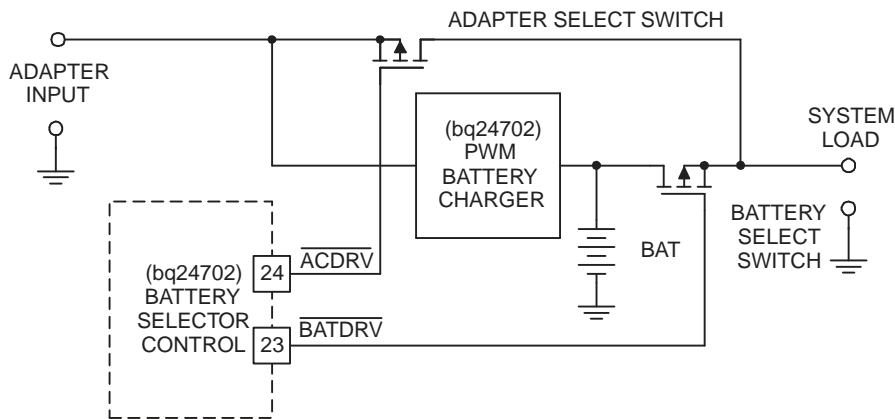 ADAPTER SELECT SWITCH
ADAPTER
INPUT
(bq24702)
PWM
BATTERY
CHARGER
SYSTEM
LOAD
BATTERY
SELECT
SWITCH
BAT
(bq24702)
BATTERY
SELECTOR
CONTROL
24
ACDRV
23
BATDRV